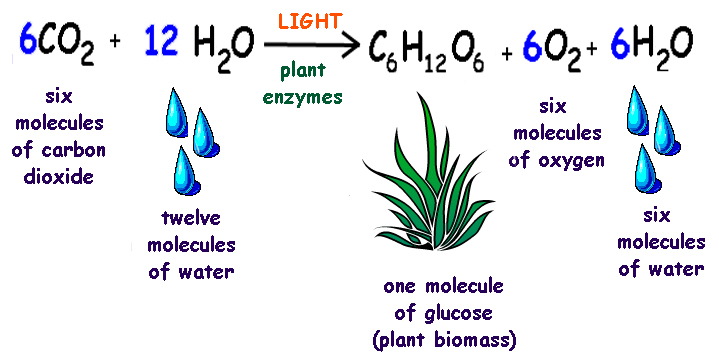 6CO₂ + 12 H₂O LIGHT C₆H₁₂O₆ + 6O₂ + 6H₂O
plant
enzymes
six
molecules
of carbon
dioxide
twelve
molecules
of water
one molecule
of glucose
(plant biomass)
six
molecules
of oxygen
six
molecules
of water